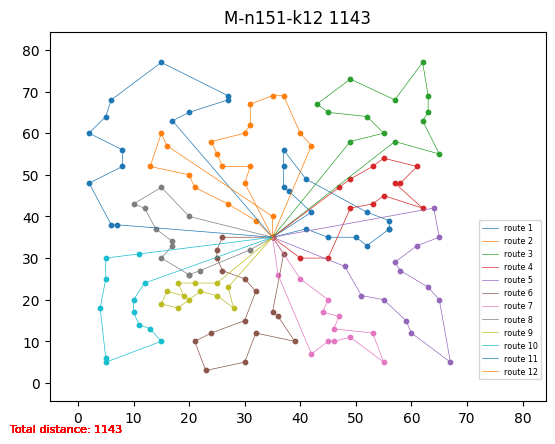 M-n151-k12 1143
80
70
60
50
40
30
20
10
0
0 10 20 30 40 50 60 70 80
route 1
route 2
route 3
route 4
route 5
route 6
route 7
route 8
route 9
route 10
route 11
route 12
Total distance: 1143